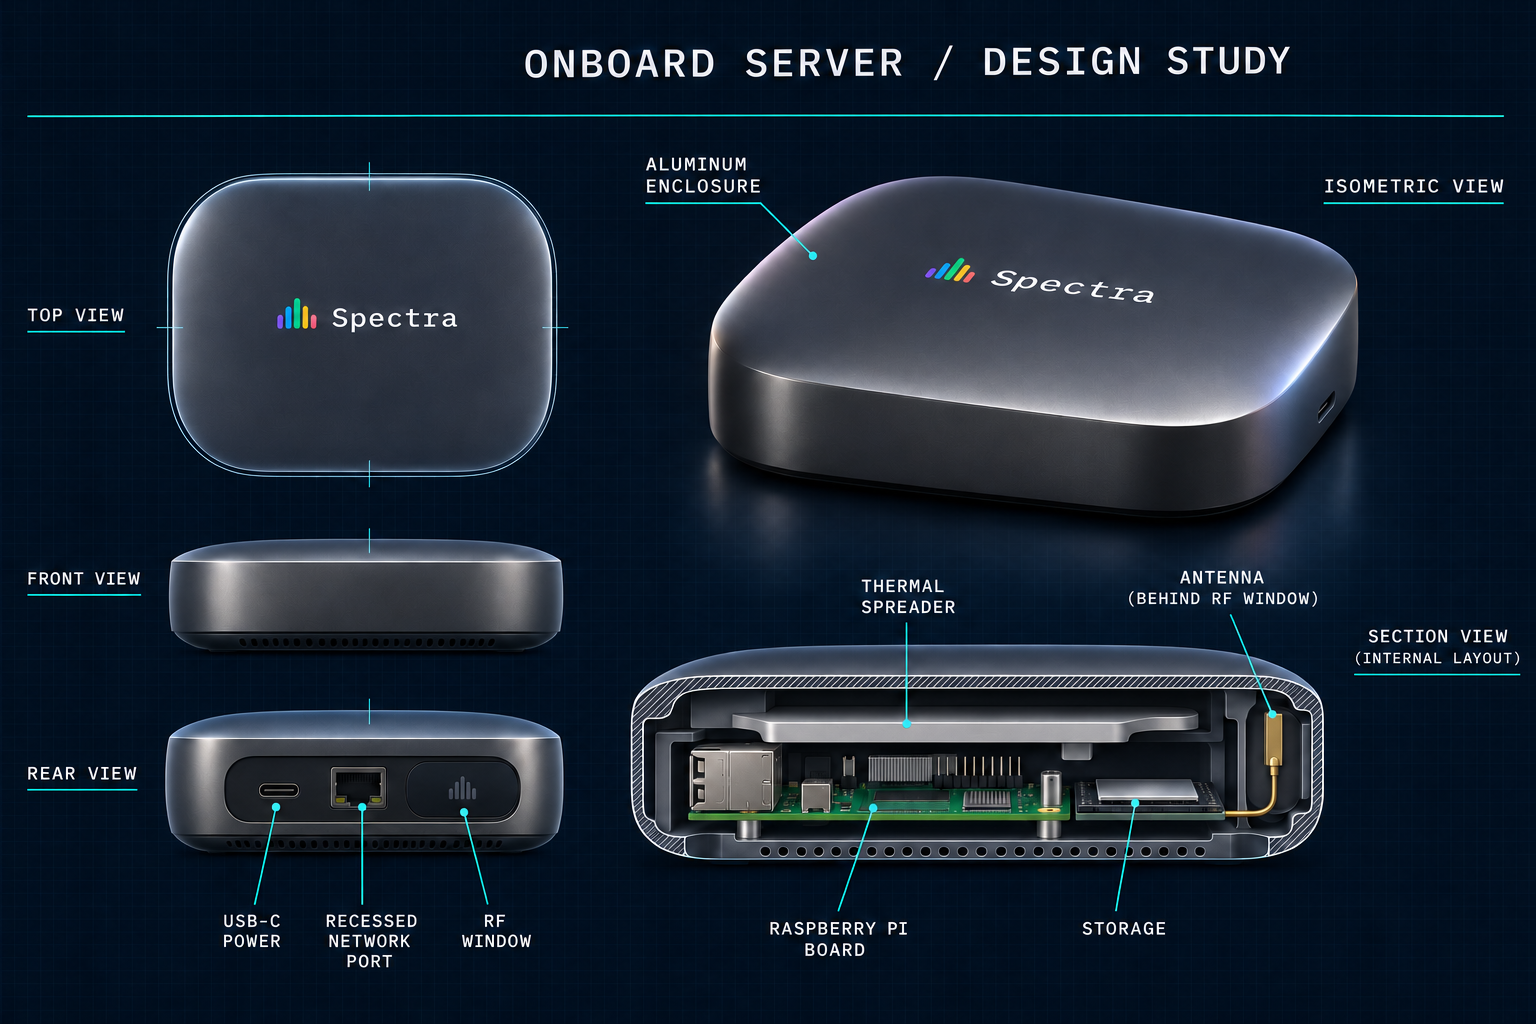 ONBOARD SERVER / DESIGN STUDY
ALUMINUM
ENCLOSURE
ISOMETRIC VIEW
Spectra
TOP VIEW
Spectra
FRONT VIEW
THERMAL
SPREADER
ANTENNA
(BEHIND RF WINDOW)
SECTION VIEW
(INTERNAL LAYOUT)
REAR VIEW
USB-C
POWER
RECESSED
NETWORK
PORT
RF
WINDOW
RASPBERRY PI
BOARD
STORAGE